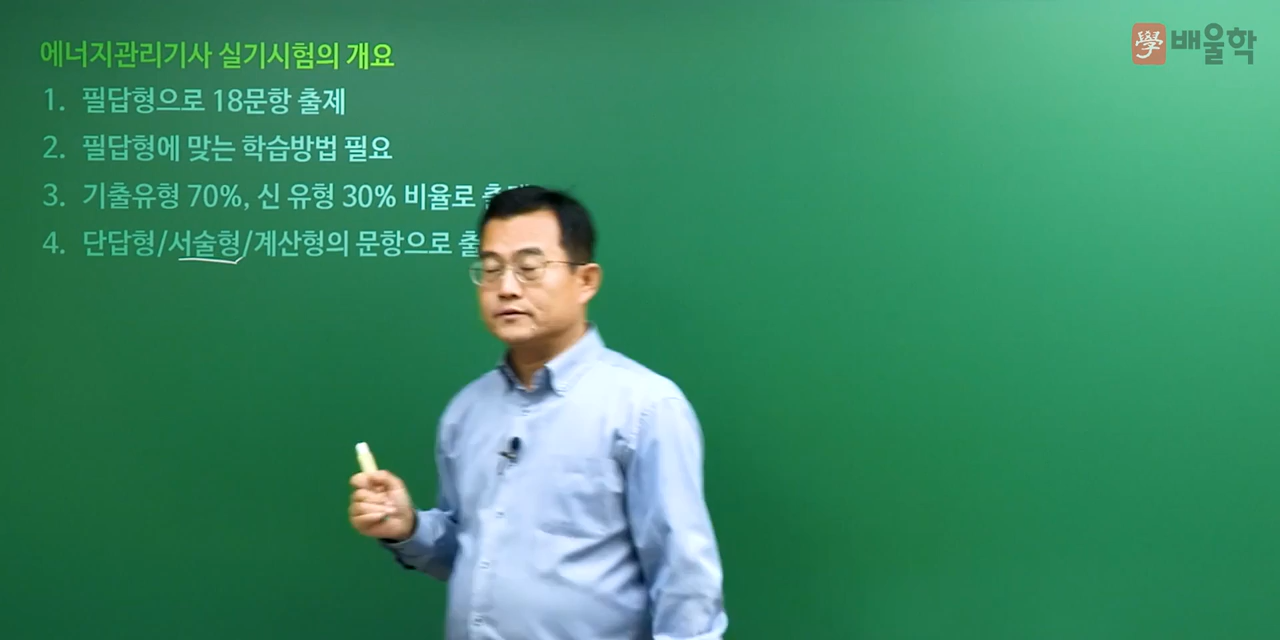 에너지관리기사 실기시험의 개요
1. 필답형으로 18문항 출제
2. 필답형에 맞는 학습방법 필요
3. 기출유형 70%, 신 유형 30% 비율로
4. 단답형/서술형/계산형의 문항으로
學 배울학